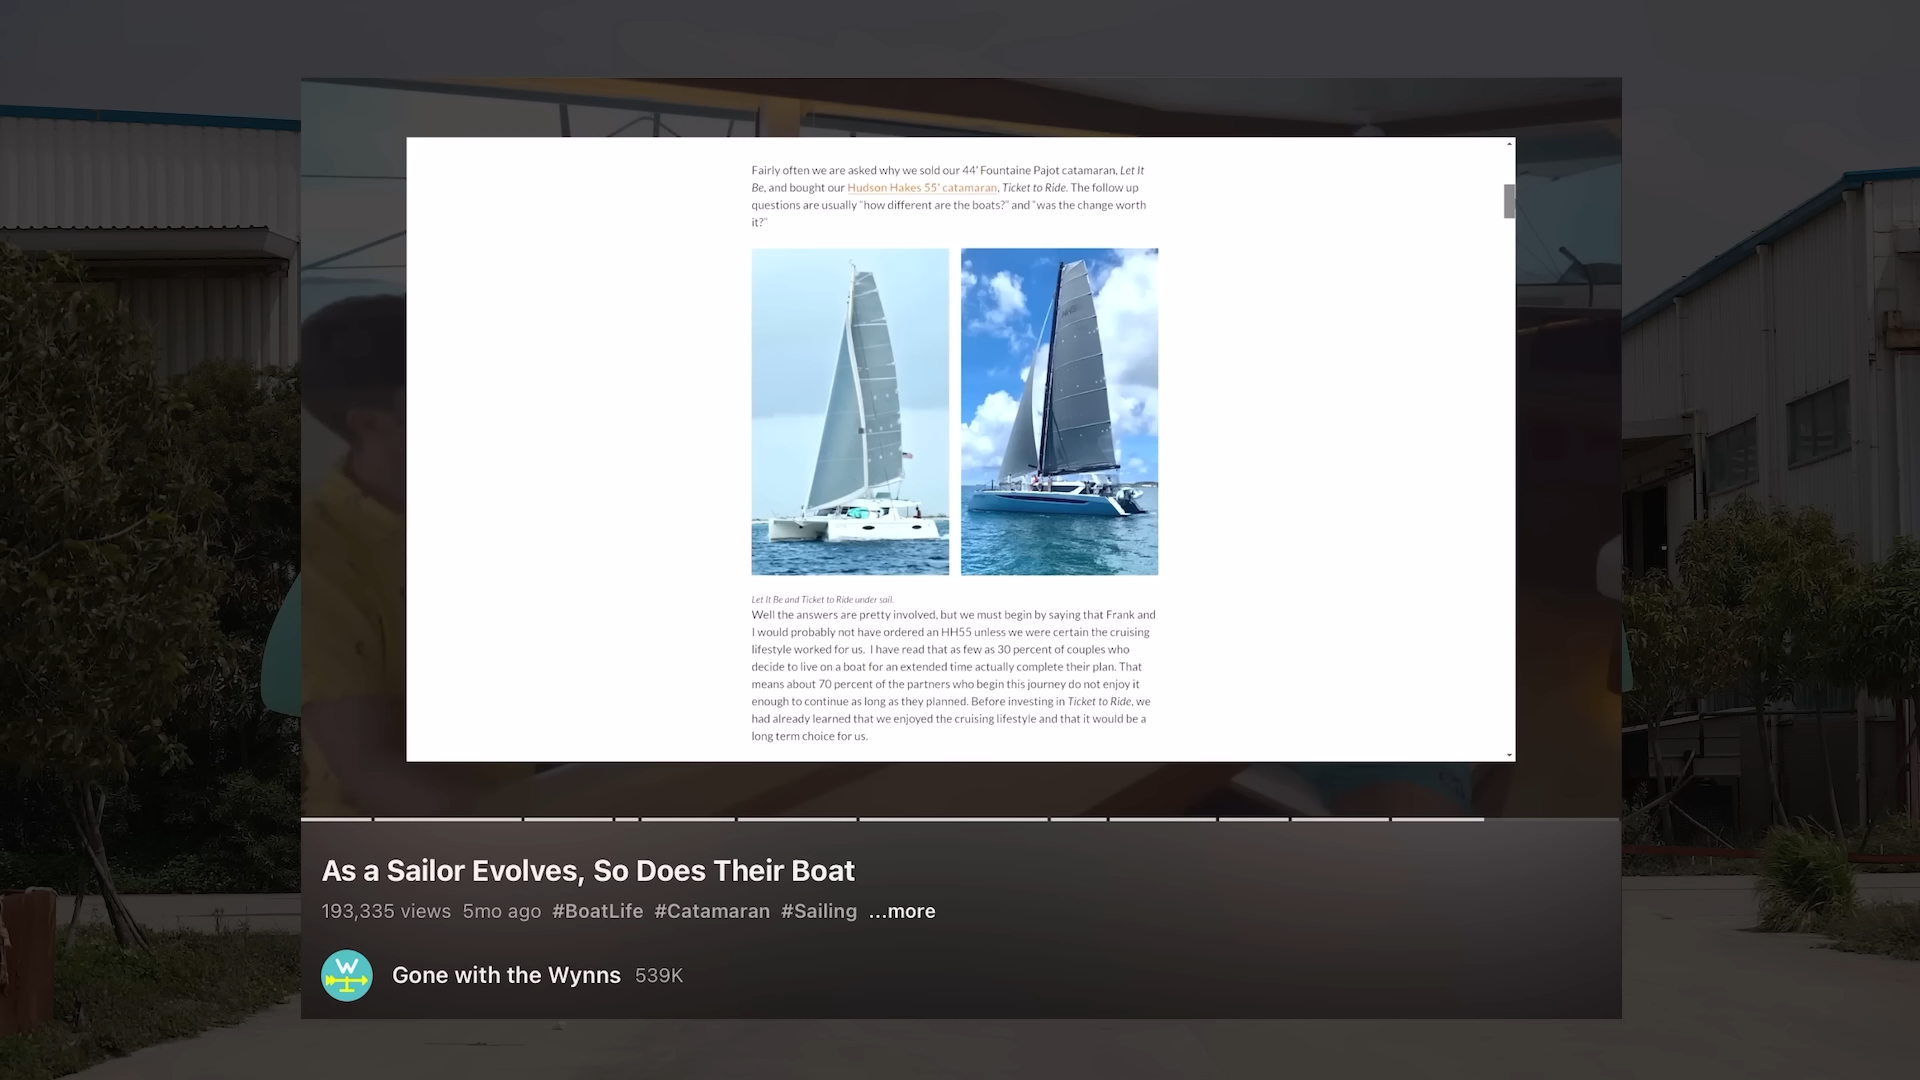 Fairly often we are asked why we sold our 44' Fountaine Pajot catamaran, Let It
Be, and bought our Hudson Hakes 55' catamaran, Ticket to Ride. The follow up
questions are usually "how different are the boats?" and "was the change worth
it?"
Let It Be and Ticket to Ride under sail.
Well the answers are pretty involved, but we must begin by saying that Frank and
I would probably not have ordered an HH55 unless we were certain the cruising
lifestyle worked for us. I have read that as few as 30 percent of couples who
decide to live on a boat for an extended time actually complete their plan. That
means about 70 percent of the partners who begin this journey do not enjoy it
enough to continue as long as they planned. Before investing in Ticket to Ride, we
had already learned that we enjoyed the cruising lifestyle and that it would be a
long term choice for us.
As a Sailor Evolves, So Does Their Boat
193,335 views 5mo ago #BoatLife #Catamaran #Sailing ...more
W
Gone with the Wynns 539K